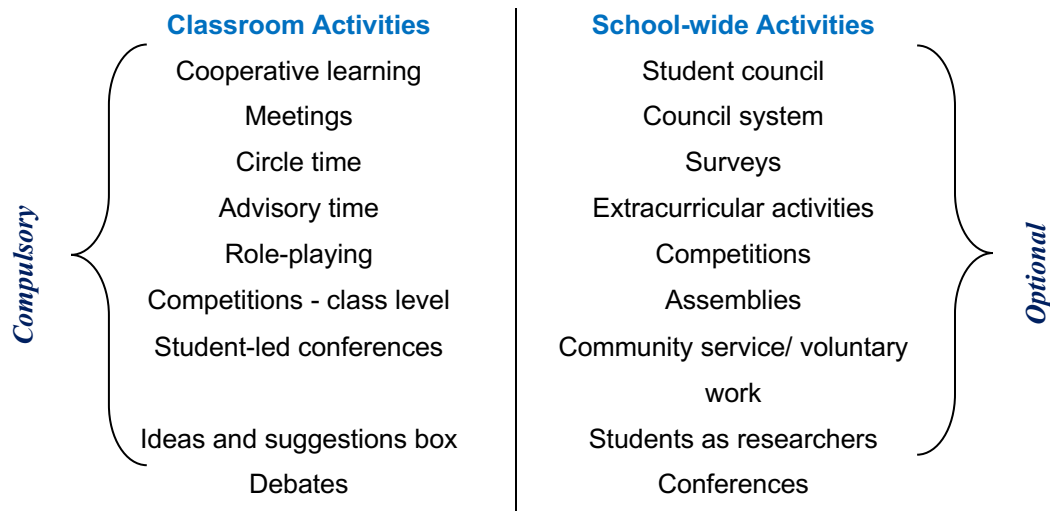 Classroom Activities
Cooperative learning
Meetings
Circle time
Advisory time
Role-playing
Competitions - class level
Student-led conferences
Ideas and suggestions box
Debates
Compulsory
School-wide Activities
Student council
Council system
Surveys
Extracurricular activities
Competitions
Assemblies
Community service/ voluntary
work
Students as researchers
Conferences
Optional